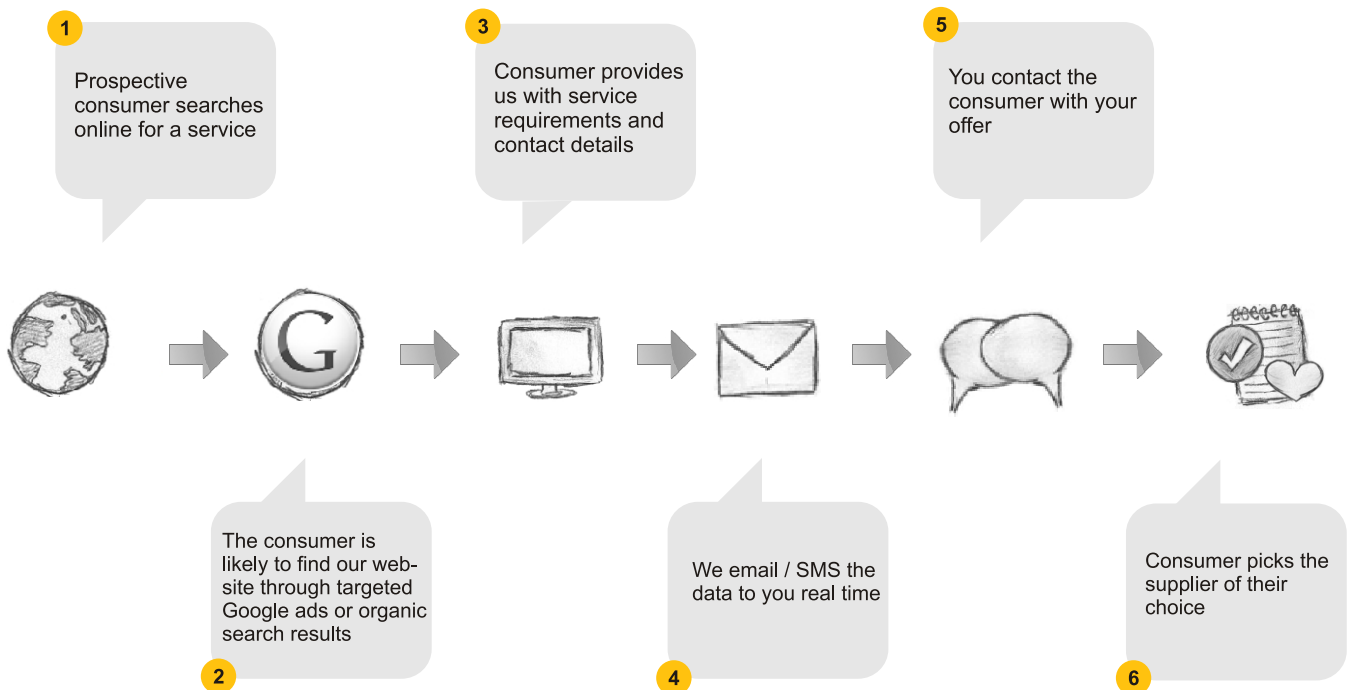 1
Prospective
consumer searches
online for a service
G
2
The consumer is
likely to find our web-
site through targeted
Google ads or organic
search results
3
Consumer provides
us with service
requirements and
contact details
4
We email / SMS the
data to you real time
5
You contact the
consumer with your
offer
6
Consumer picks the
supplier of their
choice